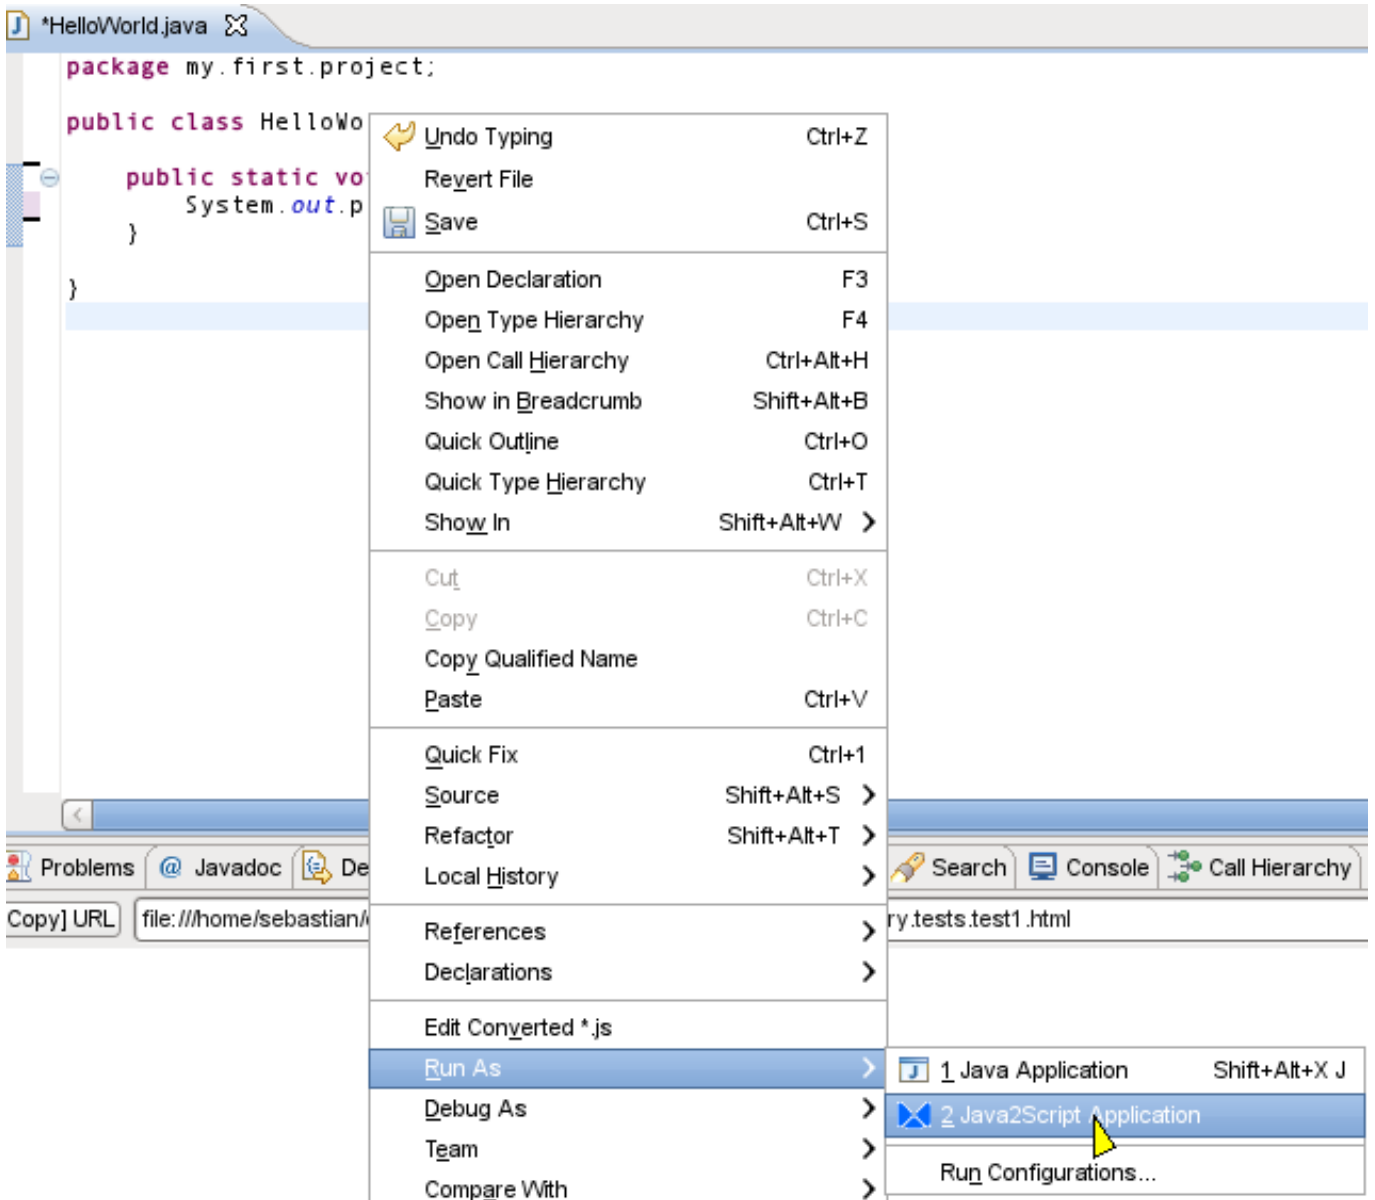 *HelloWorld.java
package my.first.project;
public class HelloWo
public static vo
System.out.p
}
}
Undo Typing Ctrl+Z
Revert File
Save Ctrl+S
Open Declaration F3
Open Type Hierarchy F4
Open Call Hierarchy Ctrl+Alt+H
Show in Breadcrumb Shift+Alt+B
Quick Outline Ctrl+O
Quick Type Hierarchy Ctrl+T
Show In Shift+Alt+W
Cut Ctrl+X
Copy Ctrl+C
Copy Qualified Name
Paste Ctrl+V
Quick Fix Ctrl+1
Source Shift+Alt+S
Refactor Shift+Alt+T
Local History
References
Declarations
Edit Converted *.js
Run As
Debug As
Team
Compare With
1 Java Application Shift+Alt+X J
2 Java2Script Application
Run Configurations...
Problems @ Javadoc De Search Console Call Hierarchy
Copy] URL file:///home/sebastian/ ry.tests.test1.html